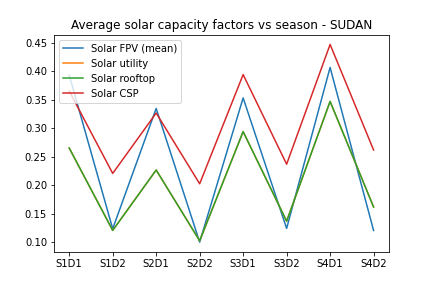 Average solar capacity factors vs season - SUDAN
Solar FPV (mean)
Solar utility
Solar rooftop
Solar CSP
0.45
0.40
0.35
0.30
0.25
0.20
0.15
0.10
S1D1 S1D2 S2D1 S2D2 S3D1 S3D2 S4D1 S4D2